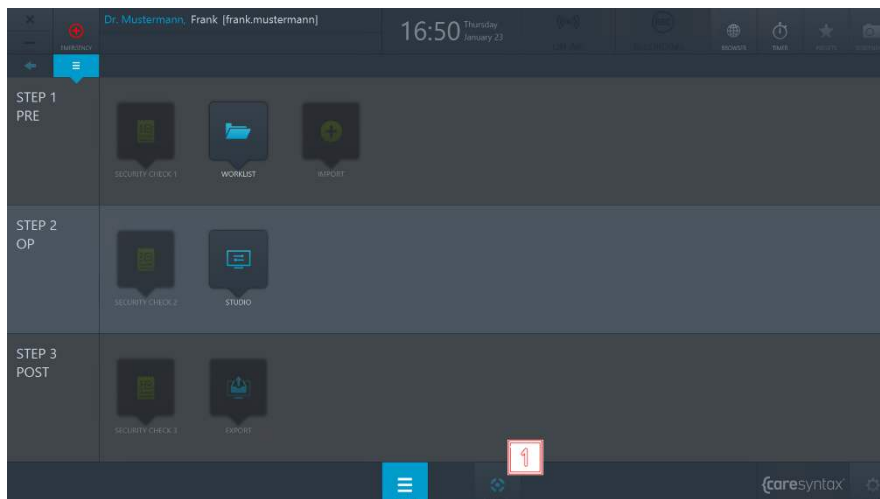 Dr. Mustermann, Frank [frank.mustermann]
16:50 Thursday
January 23
EMERGENCY
BROWSER
TIMER
STEP 1
PRE
SECURITY CHECK 1
WORKLIST
IMPORT
STEP 2
OP
SECURITY CHECK 2
STUDIO
STEP 3
POST
SECURITY CHECK 3
EXPORT
1
{caresyntax